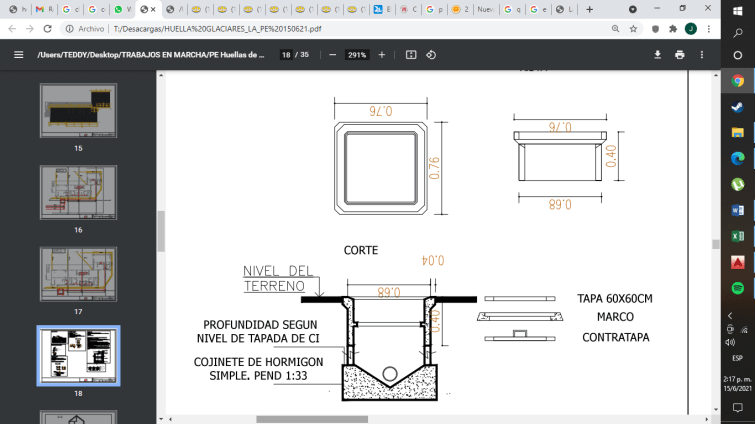 Archivo
T:/Desacargas/HUELLA%20GLACIARES_LA_PE%20150621.pdf
/Users/TEDDY/Desktop/TRABAJOS EN MARCHA/PE Huellas de ...
18 / 35
291%
15
16
17
18
0.76
0.76
0.76
0.40
0.68
CORTE
0.04
NIVEL DEL
TERRENO
0.68
0.40
PROFUNDIDAD SEGUN
NIVEL DE TAPADA DE CI
COJINETE DE HORMIGON
SIMPLE. PEND 1:33
TAPA 60X60CM
MARCO
CONTRATAPA
ESP
2:17 p. m.
15/6/2021